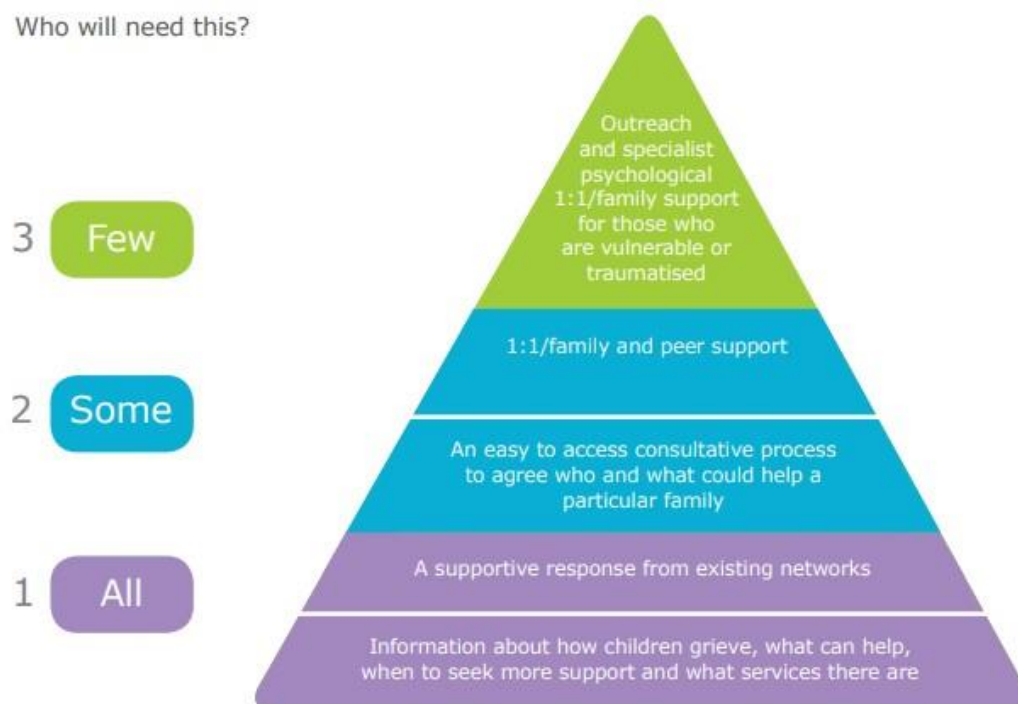 Who will need this?
Outreach
and specialist
psychological
1:1/family support
for those who
are vulnerable or
traumatised
3 Few
1:1/family and peer support
2 Some
An easy to access consultative process
to agree who and what could help a
particular family
1 All
A supportive response from existing networks
Information about how children grieve, what can help,
when to seek more support and what services there are